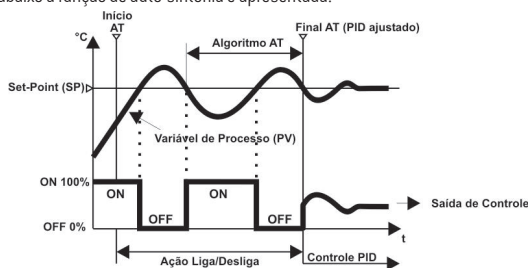 abaixo a função de auto-sintonia é apresentada:
Início
AT
Final AT (PID ajustado)
°C
Algoritmo AT
Set-Point (SP)
Variável de Processo (PV)
ON 100%
ON
ON
Saída de Controle
OFF
OFF
OFF 0%
t
Ação Liga/Desliga
Controle PID